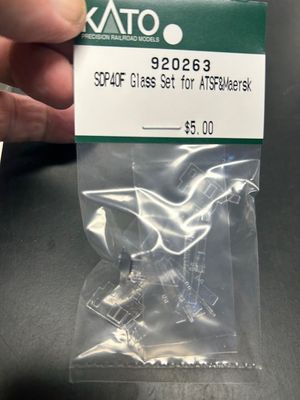 KATO
PRECISION RAILROAD MODELS
920263
SDP40F Glass Set for ATSF&Maersk
$5.00